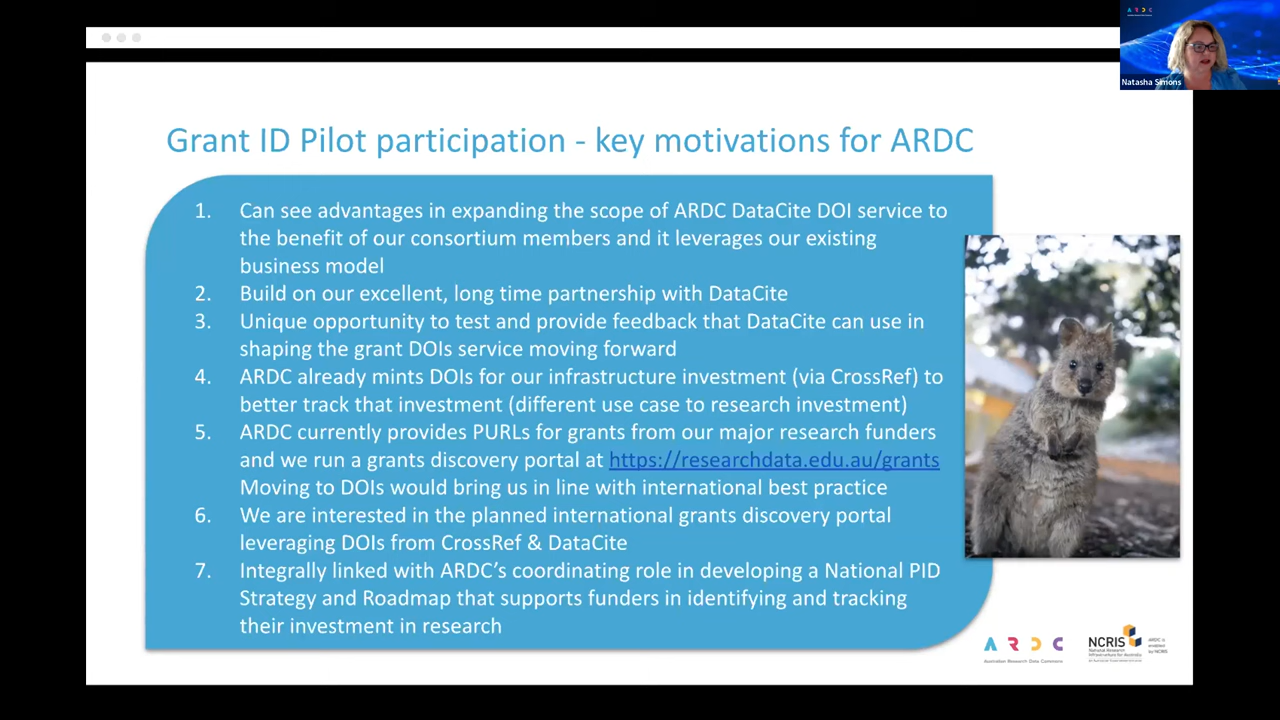 A R D C
Natasha Simons
Grant ID Pilot participation - key motivations for ARDC
1. Can see advantages in expanding the scope of ARDC DataCite DOI service to
the benefit of our consortium members and it leverages our existing
business model
2. Build on our excellent, long time partnership with DataCite
3. Unique opportunity to test and provide feedback that DataCite can use in
shaping the grant DOIs service moving forward
4. ARDC already mints DOIs for our infrastructure investment (via CrossRef) to
better track that investment (different use case to research investment)
5. ARDC currently provides PURLs for grants from our major research funders
and we run a grants discovery portal at https://researchdata.edu.au/grants
Moving to DOIs would bring us in line with international best practice
6. We are interested in the planned international grants discovery portal
leveraging DOIs from CrossRef & DataCite
7. Integrally linked with ARDC’s coordinating role in developing a National PID
Strategy and Roadmap that supports funders in identifying and tracking
their investment in research
A R D C
Australian Research Data Commons
NCRIS
National Research
Infrastructure for Australia
An Australian Government Initiative
ARDC is
enabled
by NCRIS